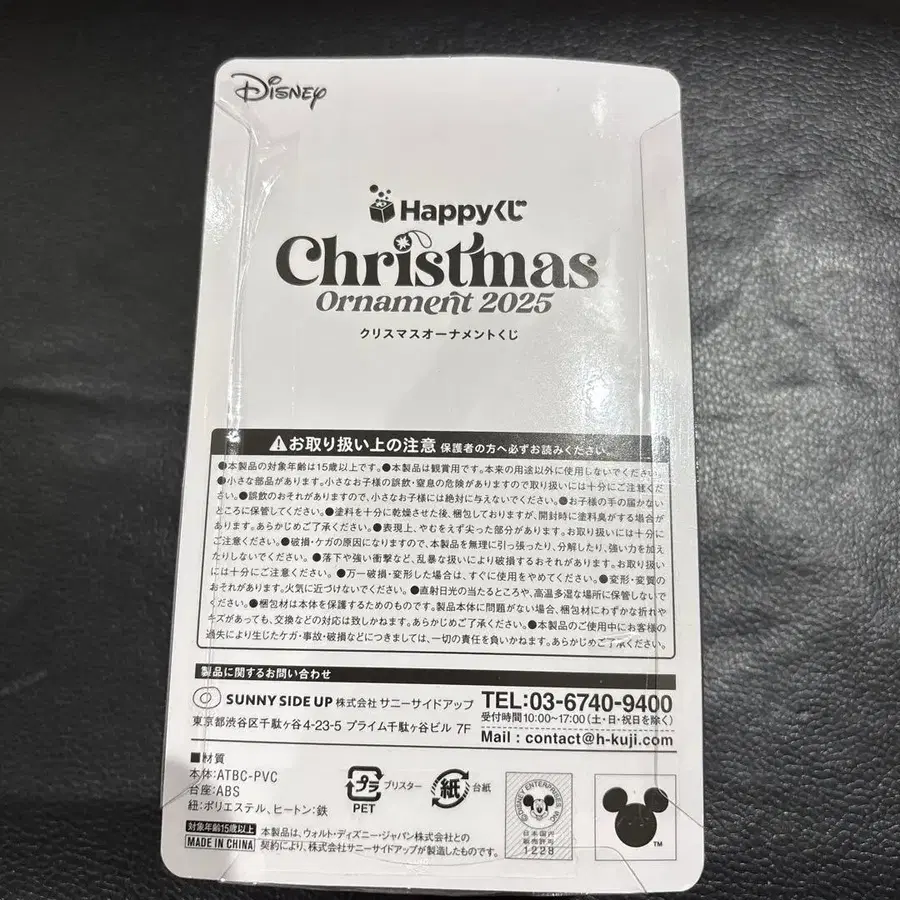 Disney
Happyくじ
Christmas
Ornament 2025
クリスマスオーナメントくじ
お取り扱い上の注意 保護者の方へ必ずお読みください。
●本製品の対象年齢は15歳以上です。●本製品は観賞用です。本来の用途以外に使用しないでください。
●小さな部品があります。小さなお子様の誤飲・窒息の危険がありますので取り扱いには十分にご注意くだ
さい。●誤飲のおそれがありますので、小さなお子様には絶対に与えないでください。●お子様の手の届かない
ところに保管してください。●塗料を十分に乾燥させた後、梱包しておりますが、開封時に塗料臭がする場合が
あります。あらかじめご了承ください。●表現上、やむをえず尖った部分があります。お取り扱いには十分に
ご注意ください。●破損・ケガの原因になりますので、本製品を無理に引っ張ったり、分解したり、強い力を加え
たりしないでください。●落下や強い衝撃など、乱暴な扱いにより破損するおそれがあります。お取り扱い
には十分にご注意ください。●万一破損・変形した場合は、すぐに使用をやめてください。●変形・変質の
おそれがあります。火気に近づけないでください。●直射日光の当たるところや、高温多湿な場所に保管しないで
ください。●梱包材は本体を保護するためのものです。製品本体に問題がない場合、梱包材にわずかな折れや
キズがあっても、交換などの対応は致しかねます。あらかじめご了承ください。●本製品のご使用中にお客様の
過失により生じたケガ・事故・破損などにつきましては、一切の責任を負いかねます。あらかじめご了承ください。
製品に関するお問い合わせ
SUNNY SIDE UP 株式会社 サニーサイドアップ
東京都渋谷区千駄ヶ谷4-23-5 プライム千駄ヶ谷ビル 7F
TEL:03-6740-9400
受付時間 10:00~17:00(土・日・祝日を除く)
Mail : contact@h-kuji.com
■材質
本体:ATBC-PVC
台座:ABS
紐:ポリエステル、ヒートン:鉄
プラ ブリスター
PET
紙 台紙
©DISNEY ENTERPRISES, INC.
日本国内
販売許可
1228
TM
対象年齢15歳以上
MADE IN CHINA
本製品は、ウォルト・ディズニー・ジャパン株式会社との
契約により、株式会社サニーサイドアップが製造したものです。